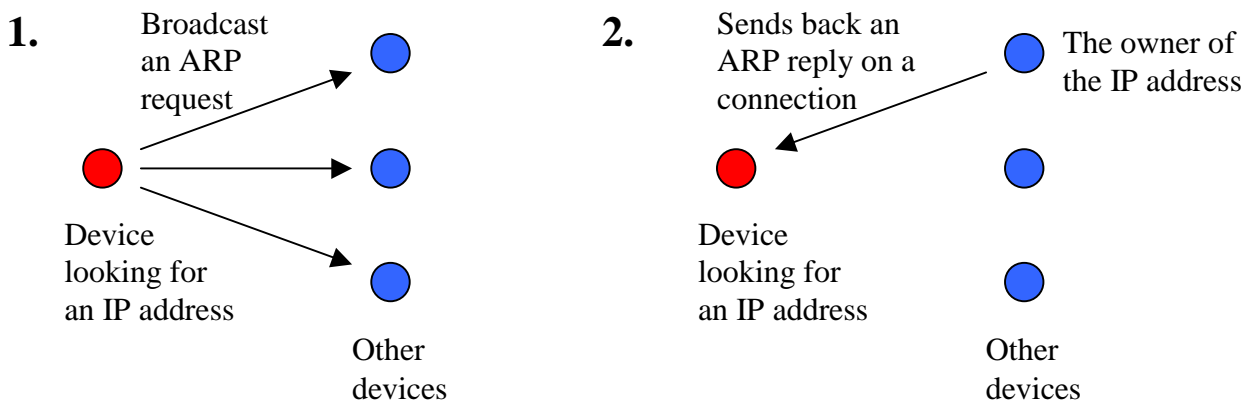 1.
Broadcast
an ARP
request
Device
looking for
an IP address
Other
devices
2.
Sends back an
ARP reply on a
connection
The owner of
the IP address
Device
looking for
an IP address
Other
devices